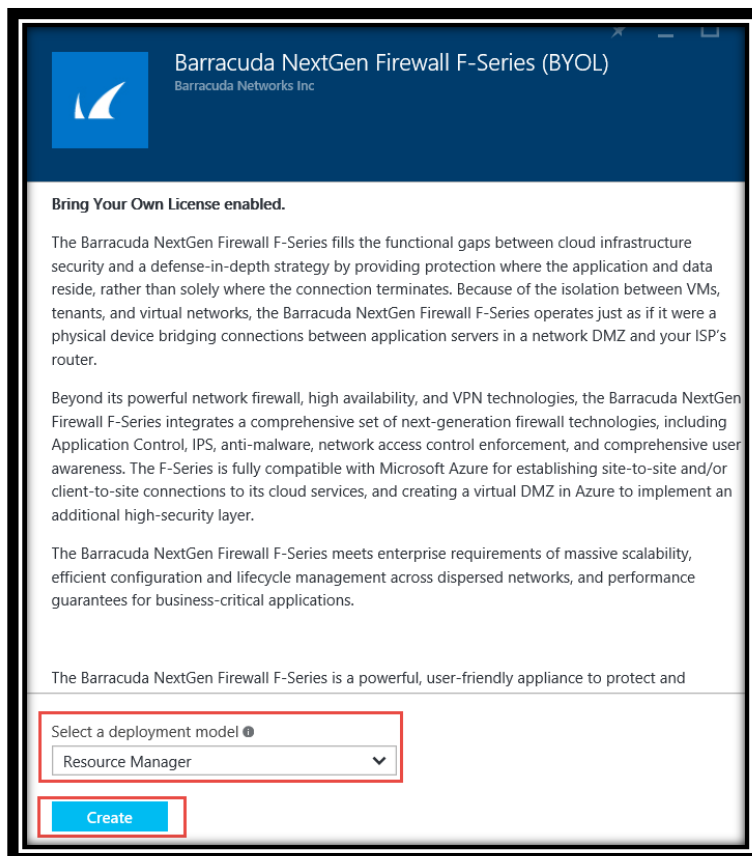 Barracuda NextGen Firewall F-Series (BYOL)
Barracuda Networks Inc
Bring Your Own License enabled.
The Barracuda NextGen Firewall F-Series fills the functional gaps between cloud infrastructure
security and a defense-in-depth strategy by providing protection where the application and data
reside, rather than solely where the connection terminates. Because of the isolation between VMs,
tenants, and virtual networks, the Barracuda NextGen Firewall F-Series operates just as if it were a
physical device bridging connections between application servers in a network DMZ and your ISP's
router.
Beyond its powerful network firewall, high availability, and VPN technologies, the Barracuda NextGen
Firewall F-Series integrates a comprehensive set of next-generation firewall technologies, including
Application Control, IPS, anti-malware, network access control enforcement, and comprehensive user
awareness. The F-Series is fully compatible with Microsoft Azure for establishing site-to-site and/or
client-to-site connections to its cloud services, and creating a virtual DMZ in Azure to implement an
additional high-security layer.
The Barracuda NextGen Firewall F-Series meets enterprise requirements of massive scalability,
efficient configuration and lifecycle management across dispersed networks, and performance
guarantees for business-critical applications.
The Barracuda NextGen Firewall F-Series is a powerful, user-friendly appliance to protect and
Select a deployment model
Resource Manager
Create